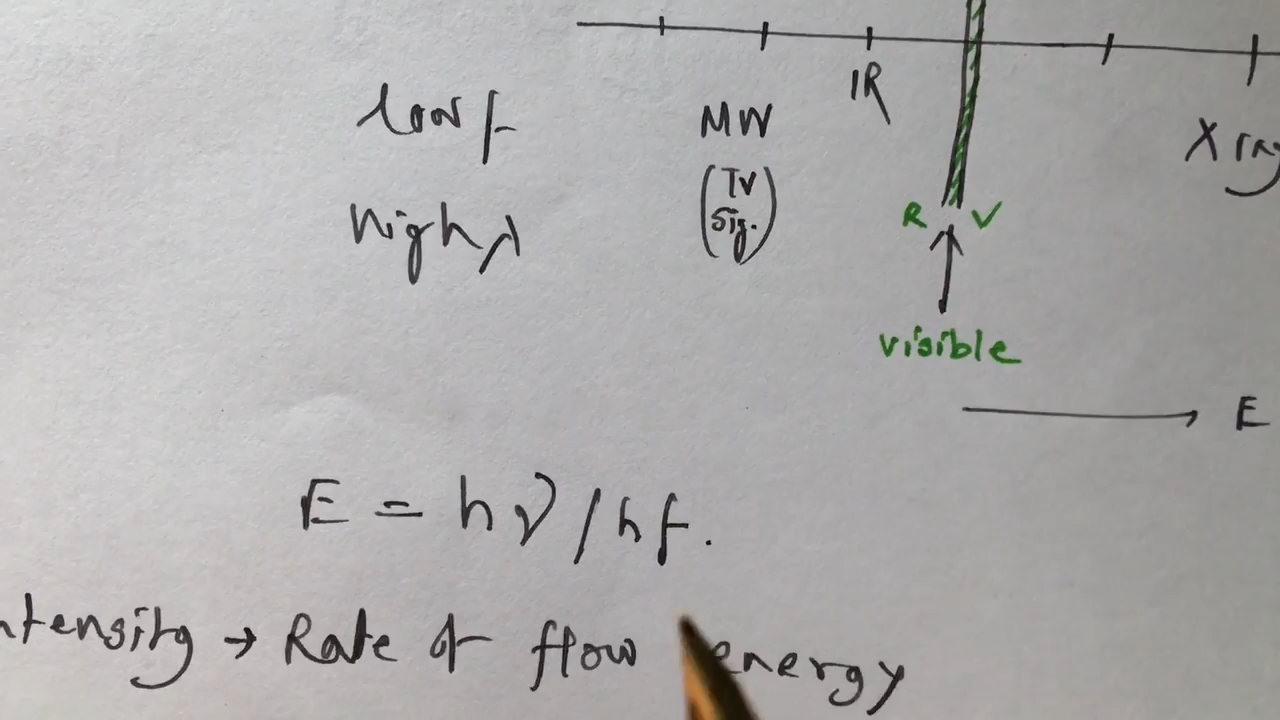 IR
low f
MW
X ray
high λ
(TV
Sig.)
R V
visible
E
E = hν / hf.
ntensity → Rate of flow energy